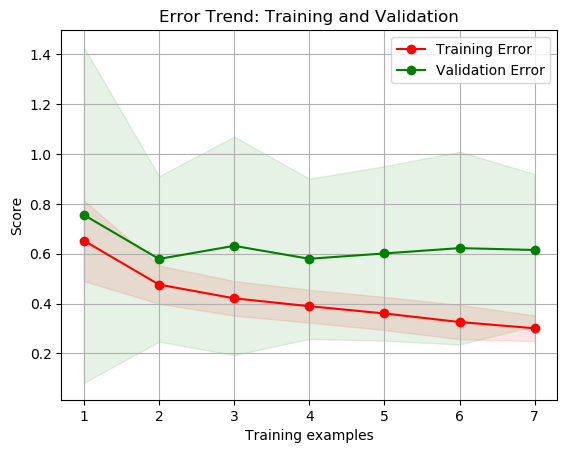 Error Trend: Training and Validation
Training Error
Validation Error
Score
1.4
1.2
1.0
0.8
0.6
0.4
0.2
1 2 3 4 5 6 7
Training examples